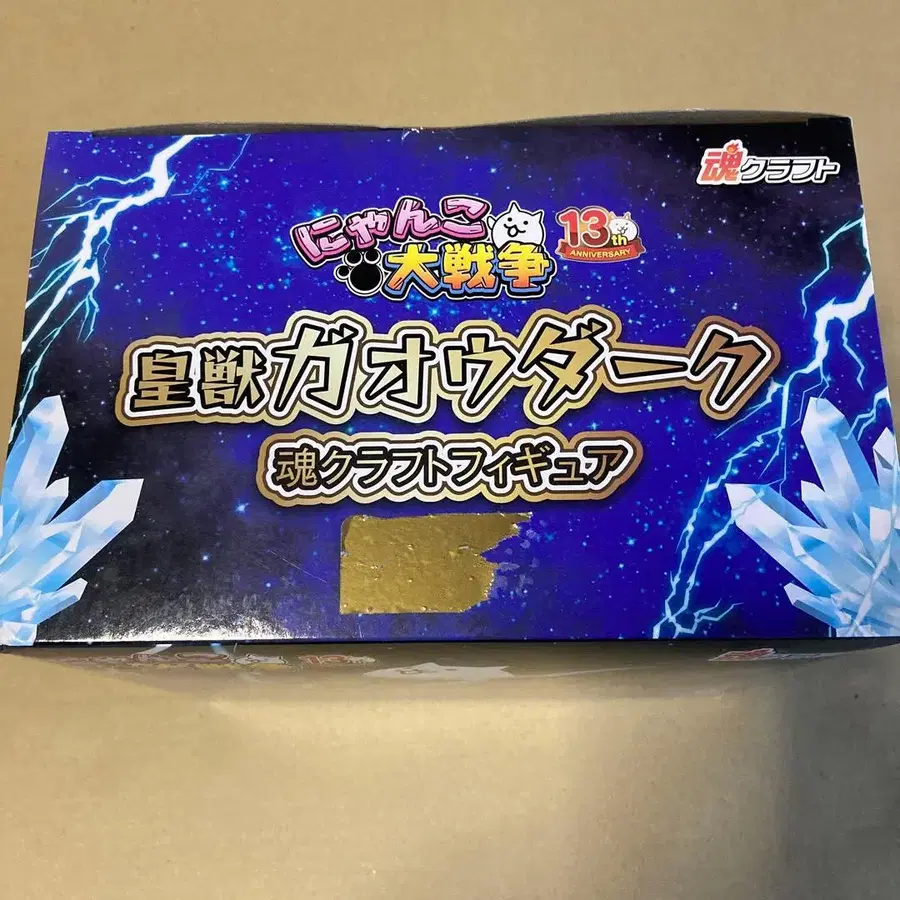 魂クラフト
にゃんこ
大戦争
13th
ANNIVERSARY
皇獣ガオウダーク
魂クラフトフィギュア